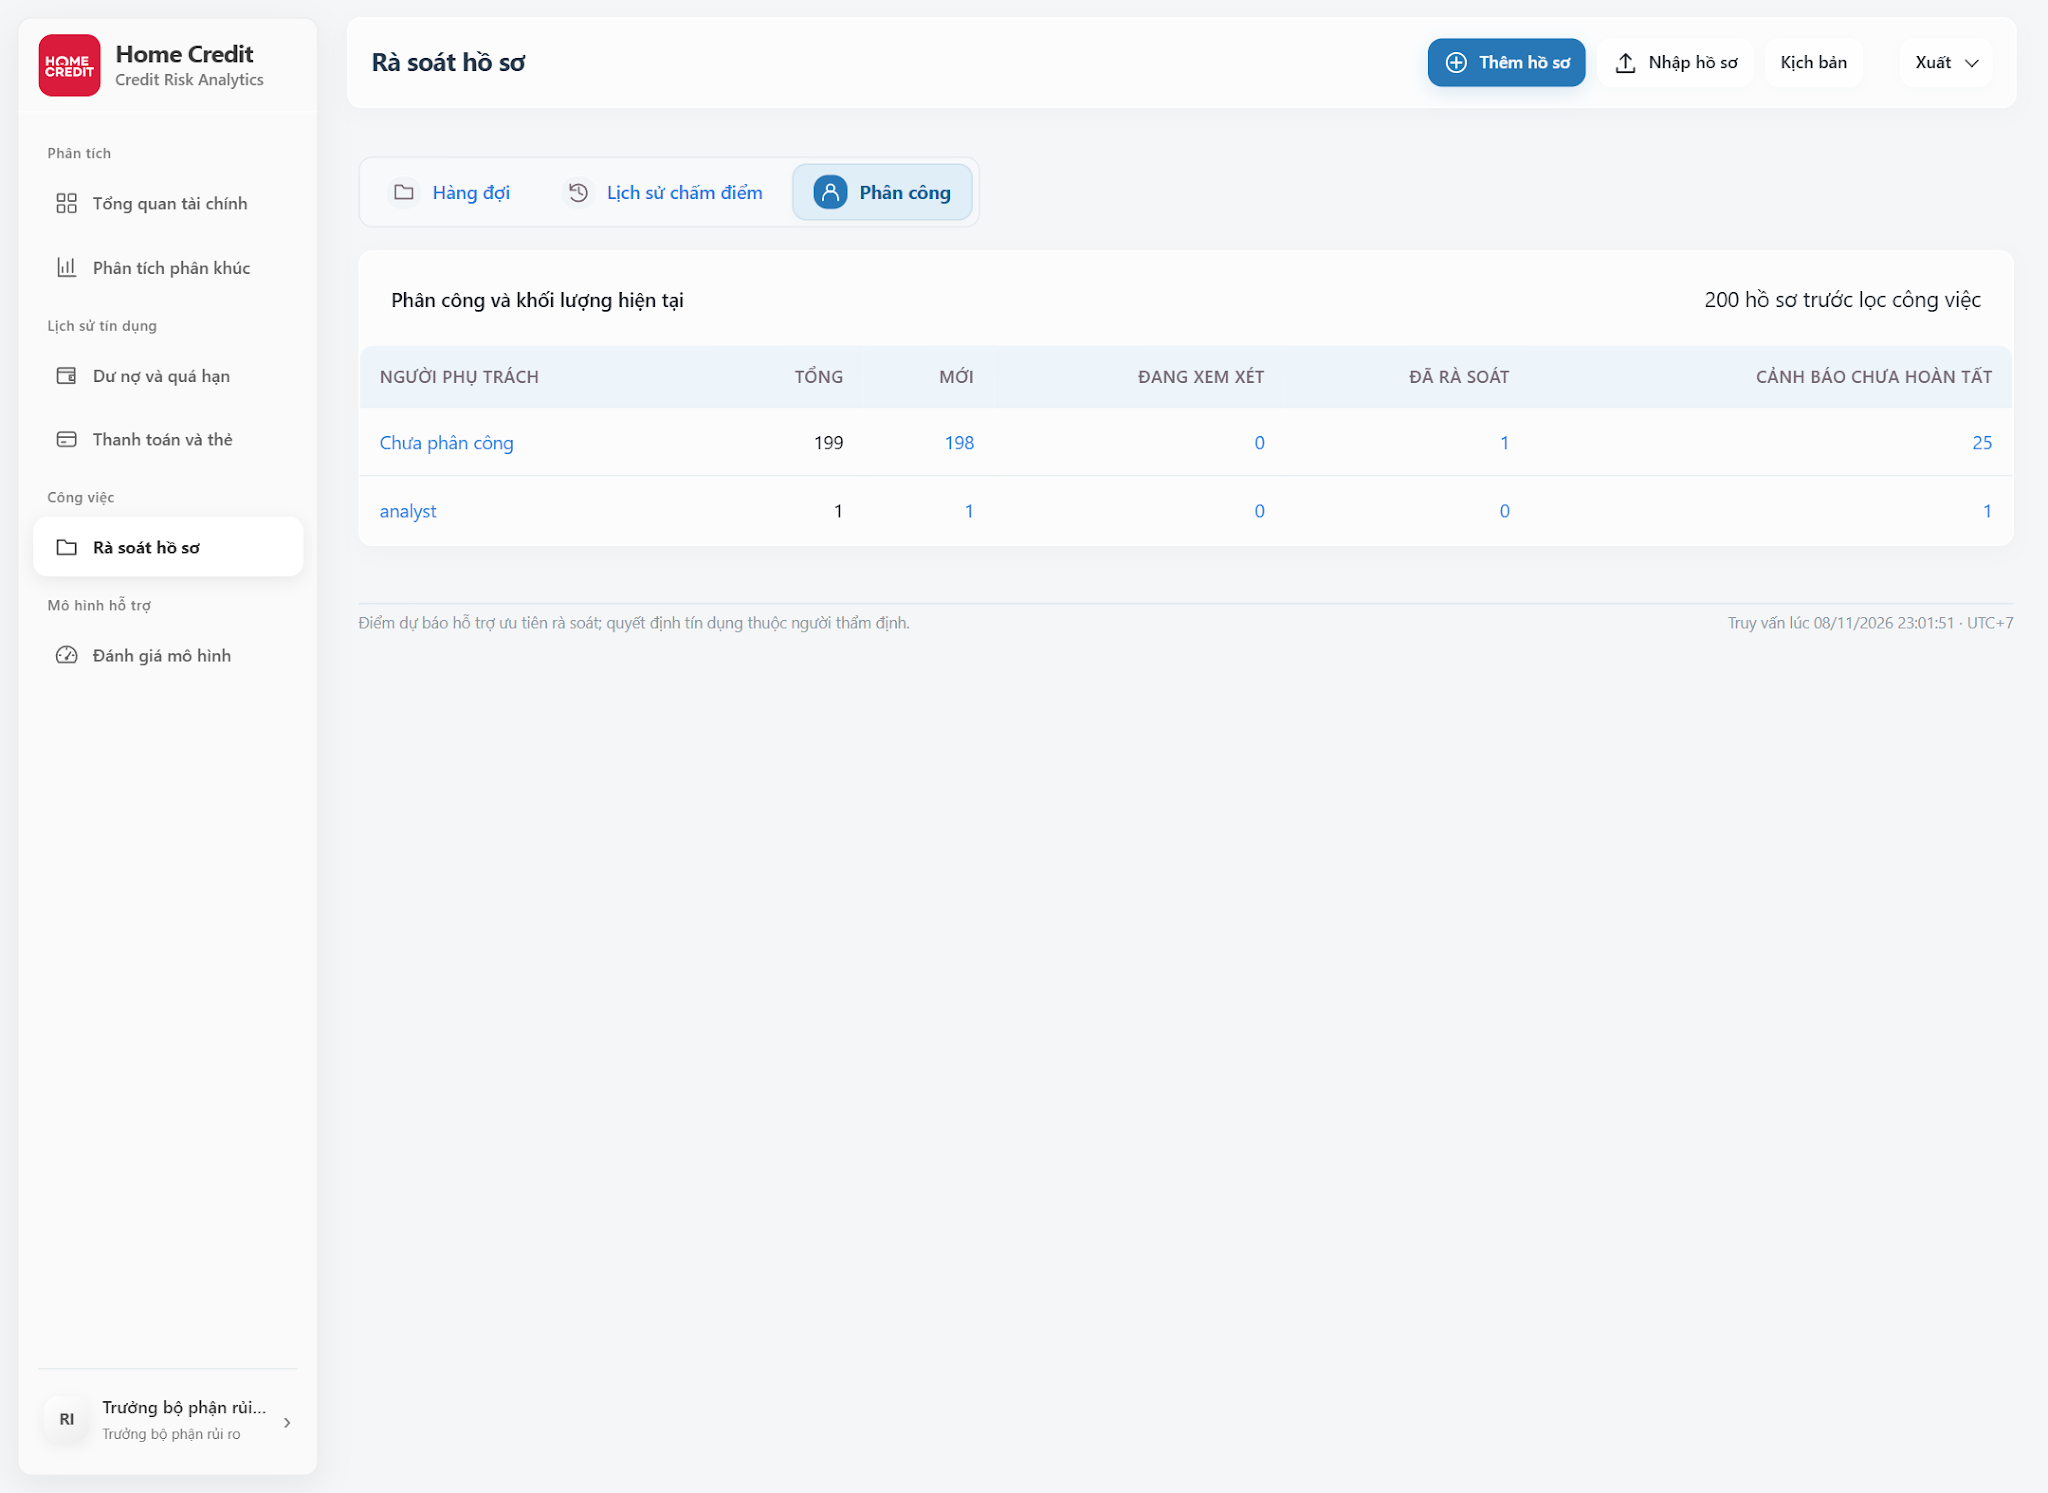 HOME CREDIT
Home Credit
Credit Risk Analytics
Phân tích
Tổng quan tài chính
Phân tích phân khúc
Lịch sử tín dụng
Dư nợ và quá hạn
Thanh toán và thẻ
Công việc
Rà soát hồ sơ
Mô hình hỗ trợ
Đánh giá mô hình
RI
Trưởng bộ phận rủi...
Trưởng bộ phận rủi ro
Rà soát hồ sơ
Thêm hồ sơ
Nhập hồ sơ
Kịch bản
Xuất
Hàng đợi
Lịch sử chấm điểm
Phân công
Phân công và khối lượng hiện tại
200 hồ sơ trước lọc công việc
NGƯỜI PHỤ TRÁCH TỔNG MỚI ĐANG XEM XÉT ĐÃ RÀ SOÁT CẢNH BÁO CHƯA HOÀN TẤT
Chưa phân công 199 198 0 1 25
analyst 1 1 0 0 1
Điểm dự báo hỗ trợ ưu tiên rà soát; quyết định tín dụng thuộc người thẩm định.
Truy vấn lúc 08/11/2026 23:01:51 · UTC+7